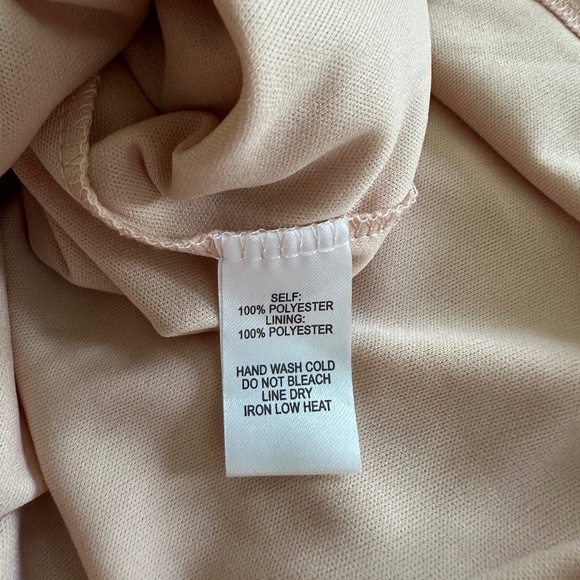 SELF:
100% POLYESTER
LINING:
100% POLYESTER
HAND WASH COLD
DO NOT BLEACH
LINE DRY
IRON LOW HEAT